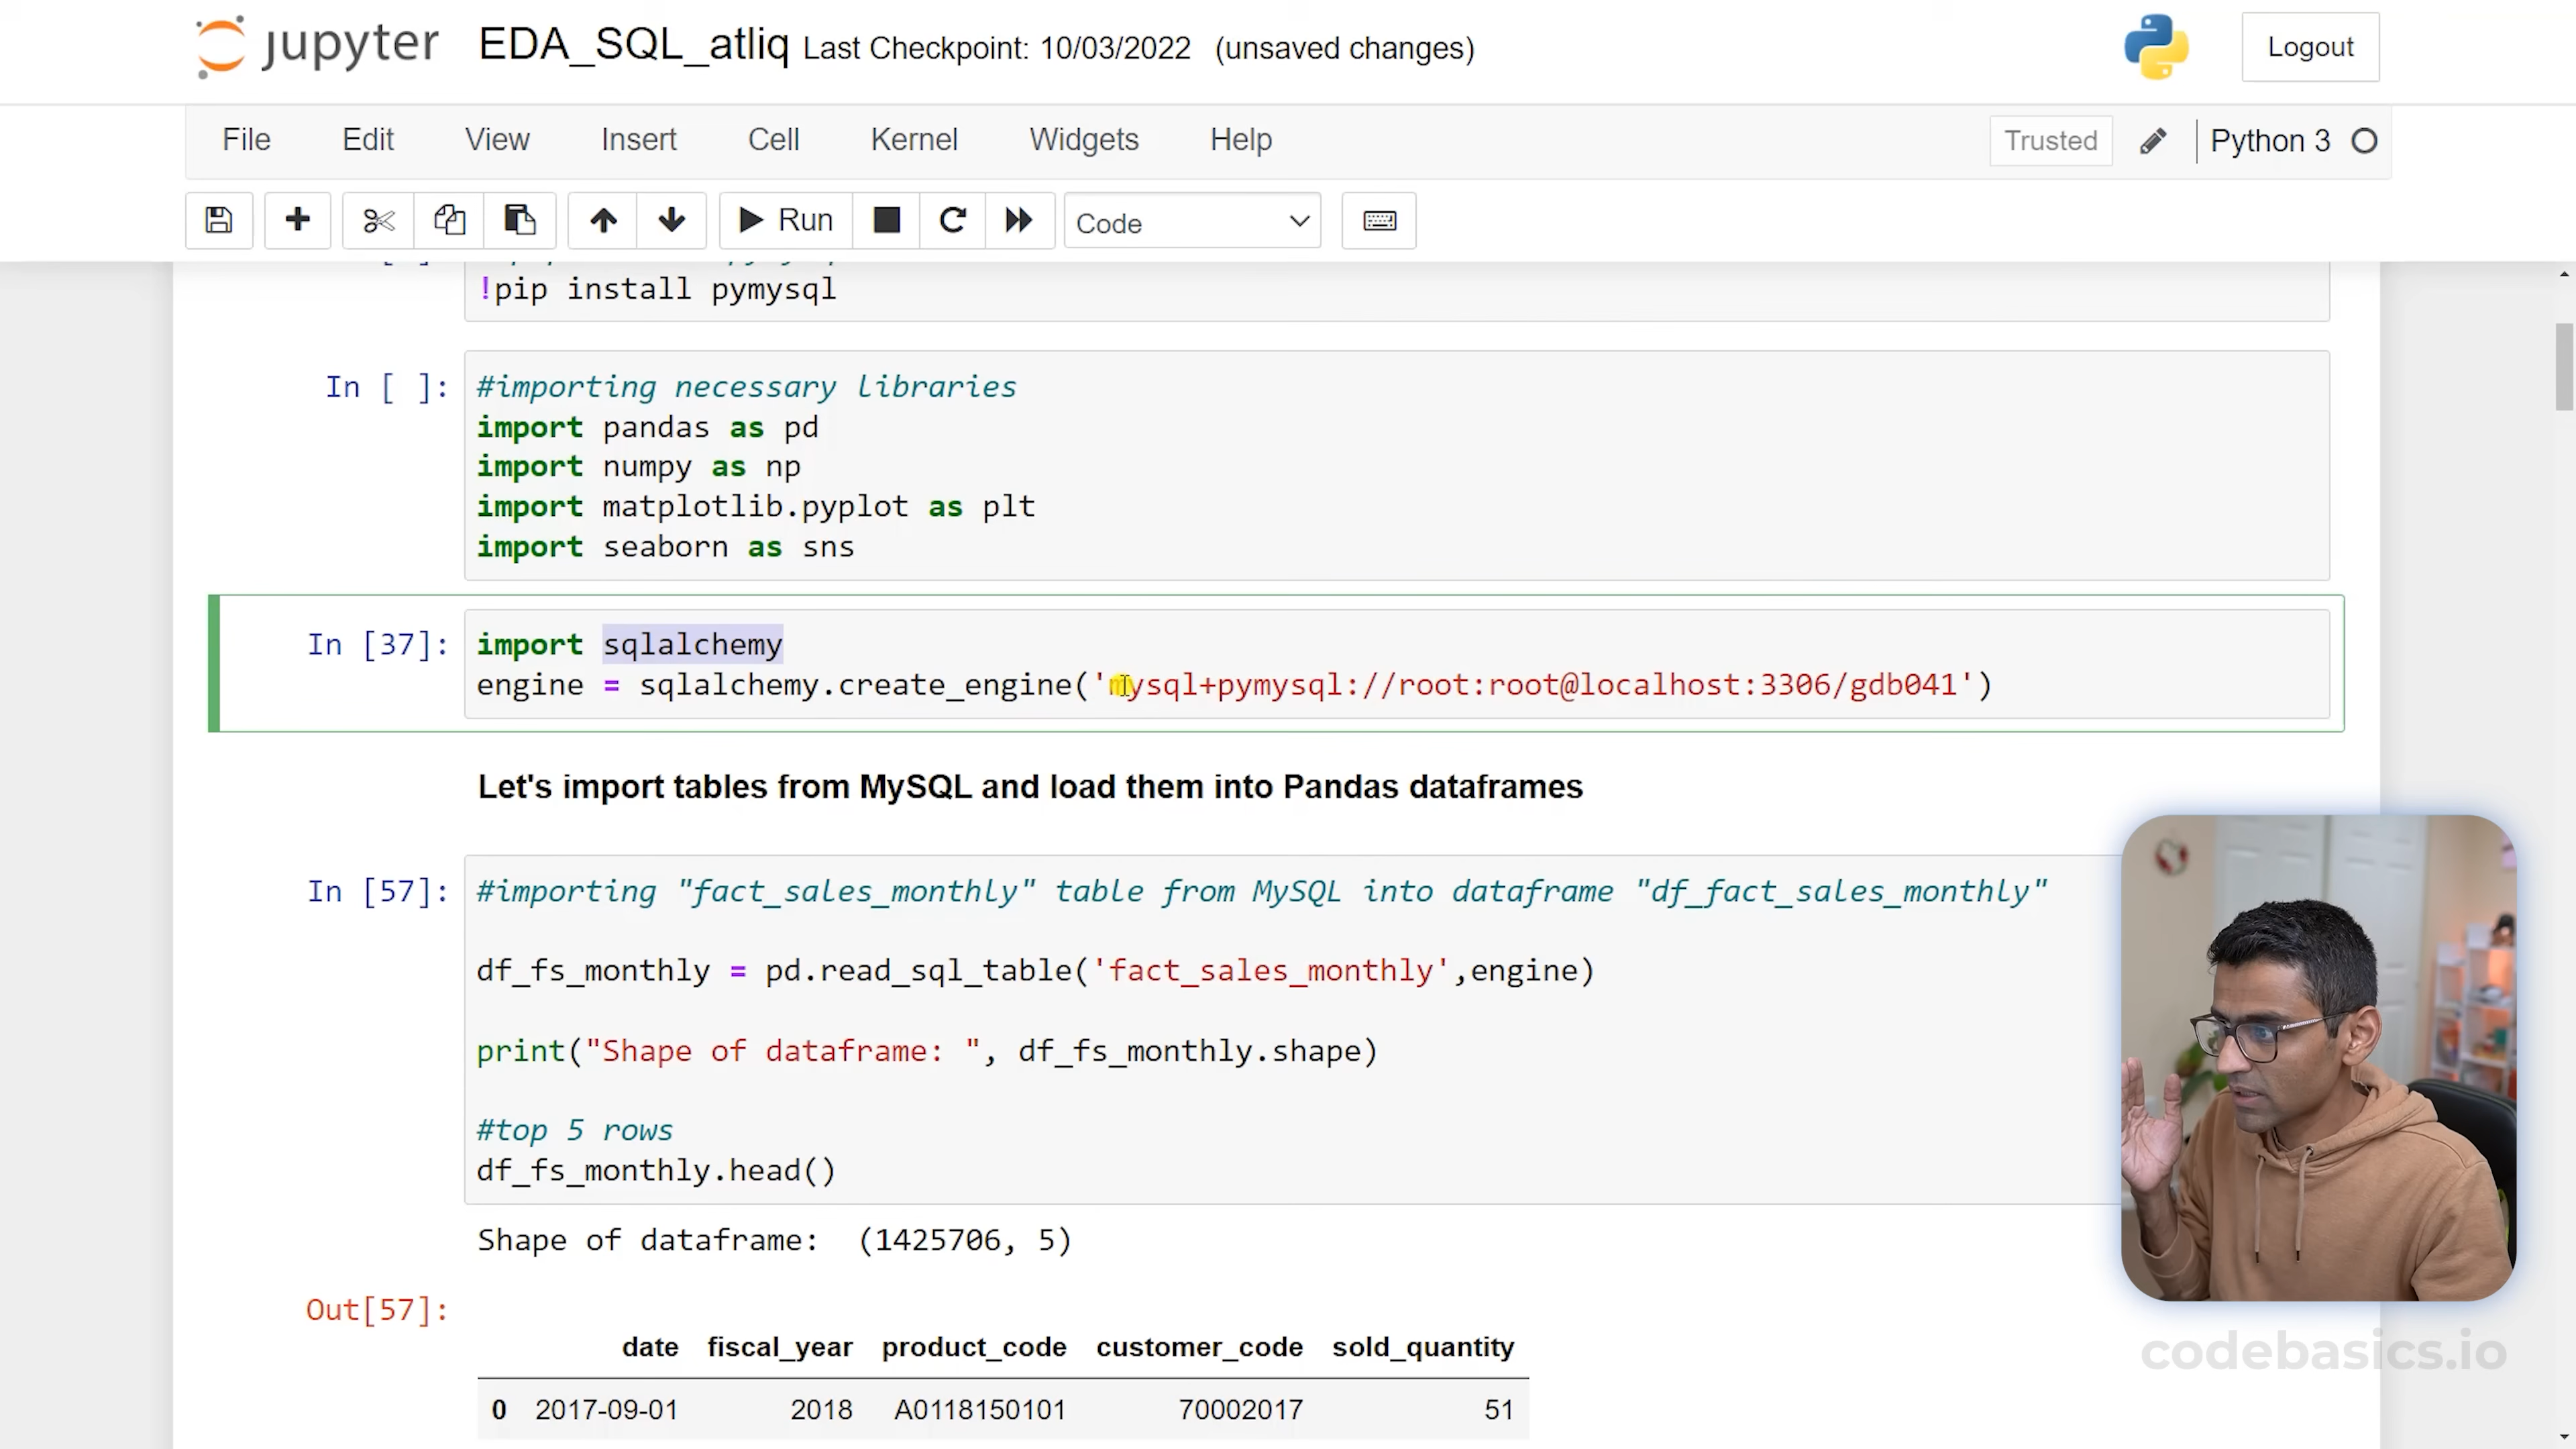 jupyter EDA_SQL_atliq Last Checkpoint: 10/03/2022 (unsaved changes) Logout
File Edit View Insert Cell Kernel Widgets Help Trusted Python 3
Run Code
!pip install pymysql
In [ ]: #importing necessary libraries
import pandas as pd
import numpy as np
import matplotlib.pyplot as plt
import seaborn as sns
In [37]: import sqlalchemy
engine = sqlalchemy.create_engine('mysql+pymysql://root:root@localhost:3306/gdb041')
Let's import tables from MySQL and load them into Pandas dataframes
In [57]: #importing "fact_sales_monthly" table from MySQL into dataframe "df_fact_sales_monthly"
df_fs_monthly = pd.read_sql_table('fact_sales_monthly',engine)
print("Shape of dataframe: ", df_fs_monthly.shape)
#top 5 rows
df_fs_monthly.head()
Shape of dataframe: (1425706, 5)
Out[57]:
date fiscal_year product_code customer_code sold_quantity
0 2017-09-01 2018 A0118150101 70002017 51
codebasics.io